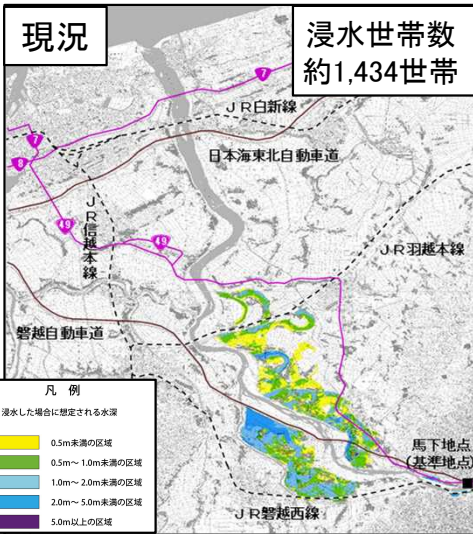 現況
浸水世帯数
約1,434世帯
7
JR白新線
日本海東北自動車道
7
8
49
49
JR信越本線
JR羽越本線
磐越自動車道
凡 例
浸水した場合に想定される水深
0.5m未満の区域
0.5m~1.0m未満の区域
1.0m~2.0m未満の区域
2.0m~5.0m未満の区域
5.0m以上の区域
馬下地点
(基準地点)
JR磐越西線